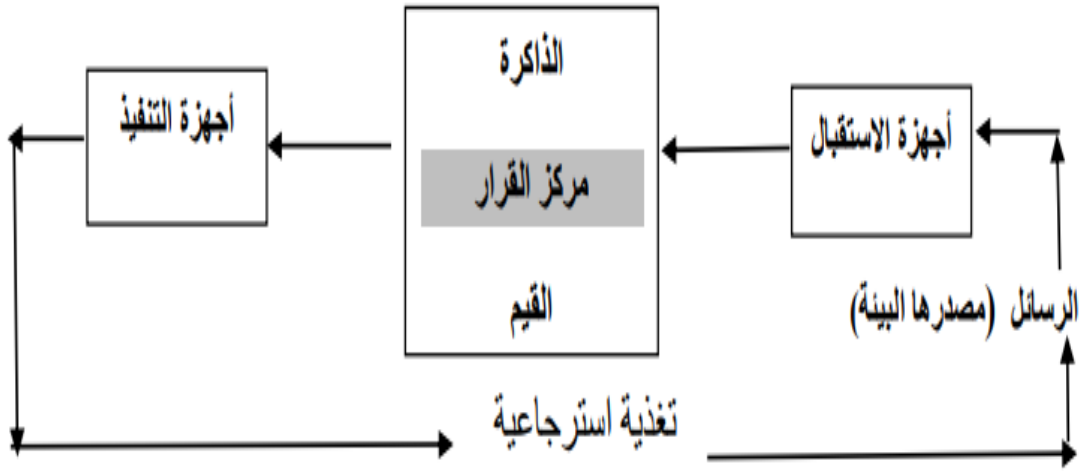 الذاكرة
أجهزة الاستقبال
مركز القرار
أجهزة التنفيذ
القيم
الرسائل (مصدرها البيئة)
تغذية استرجاعية